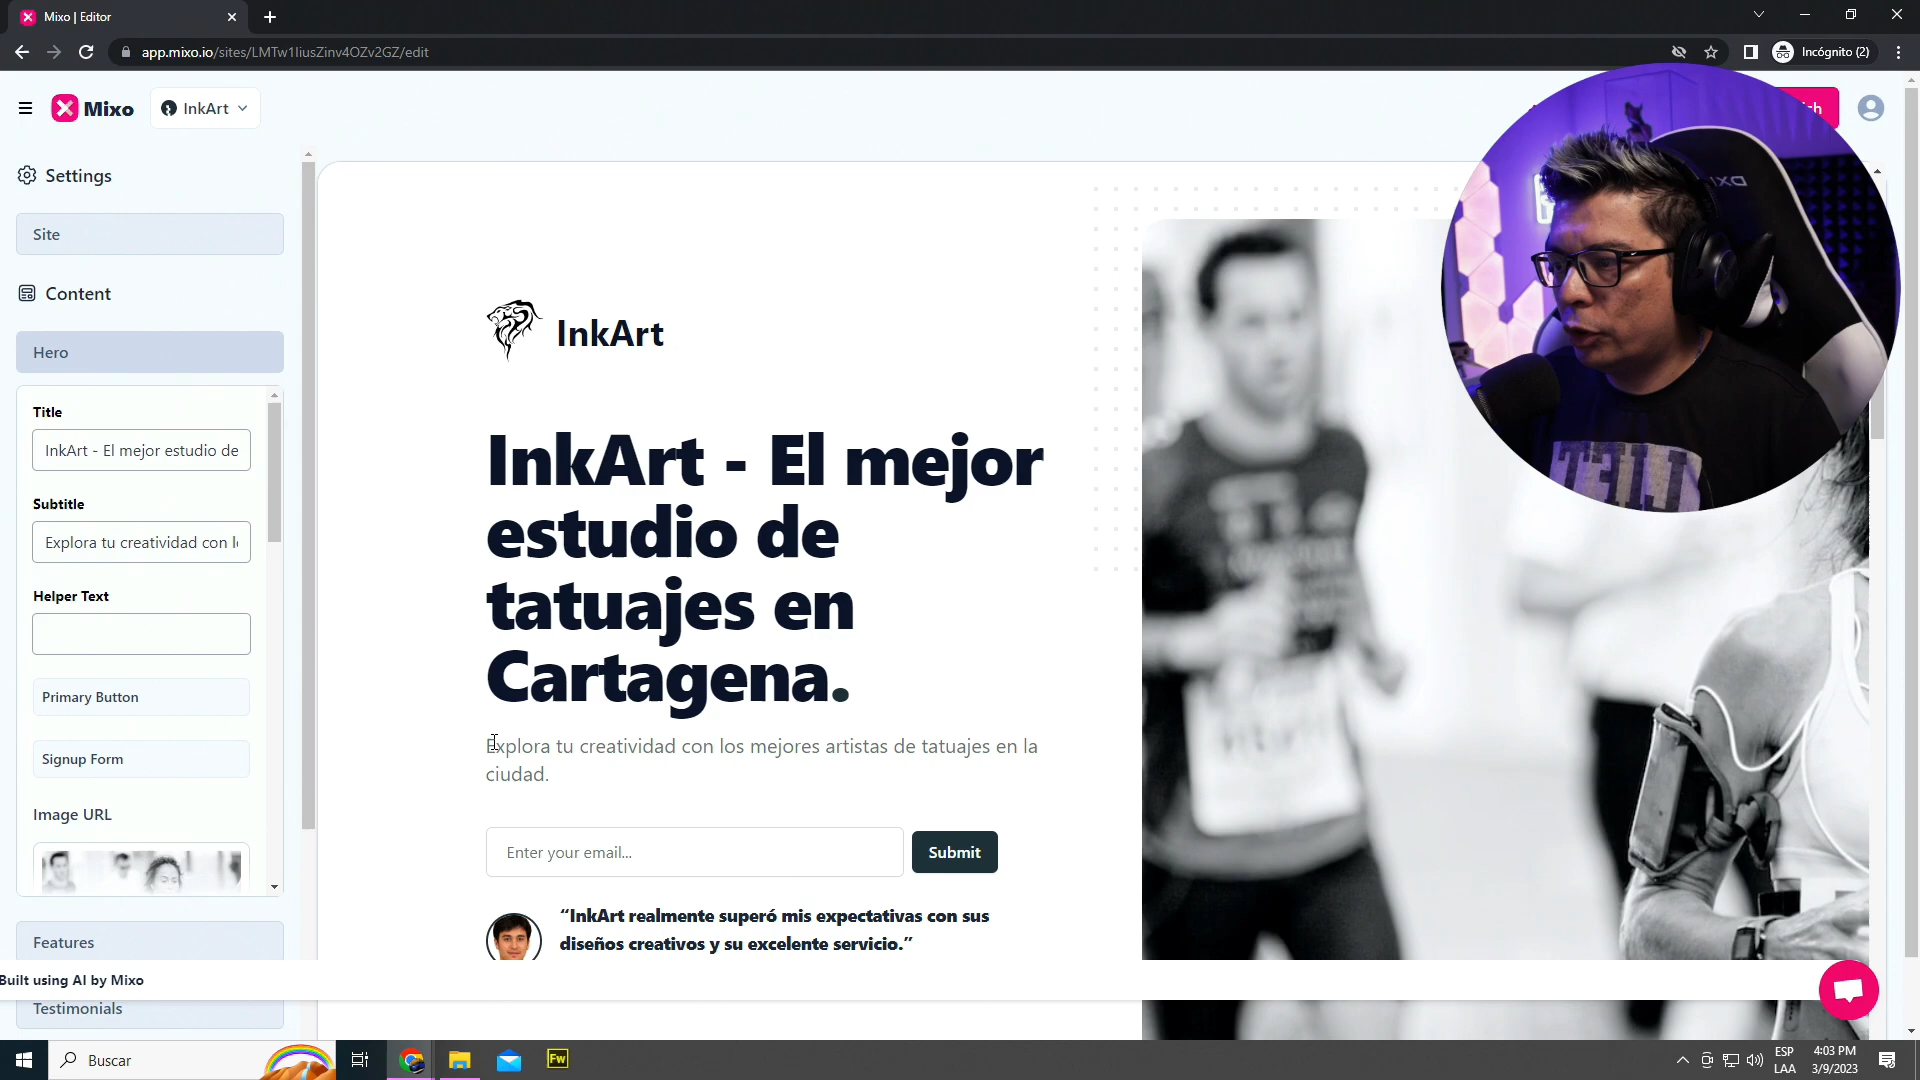 Mixo | Editor
app.mixo.io/sites/LMTw1IiusZinv4OZv2GZ/edit
Incógnito (2)
Mixo
InkArt
Settings
Site
Content
Hero
Title
InkArt - El mejor estudio de
Subtitle
Explora tu creatividad con l
Helper Text
Primary Button
Signup Form
Image URL
Features
Built using AI by Mixo
Testimonials
InkArt
InkArt - El mejor
estudio de
tatuajes en
Cartagena.
Explora tu creatividad con los mejores artistas de tatuajes en la
ciudad.
Enter your email...
Submit
“InkArt realmente superó mis expectativas con sus
diseños creativos y su excelente servicio.”
Buscar
Fw
ESP
LAA
4:03 PM
3/9/2023